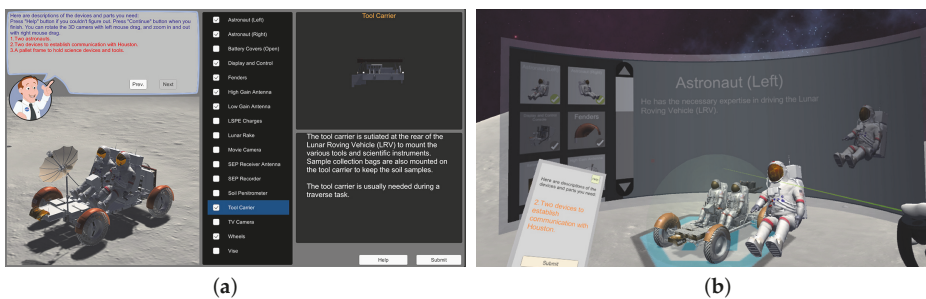 Here are descriptions of the devices and parts you need:
Press "Help" button if you couldn't figure out. Press "Continue" button when you
finish. You can rotate the 3D camera with left mouse drag, and zoom in and out
with right mouse drag.
1.Two astronauts.
2.Two devices to establish communication with Houston.
3.A pallet frame to hold science devices and tools.
Prev.
Next
Astronaut (Left)
Astronaut (Right)
Battery Covers (Open)
Display and Control
Fenders
High Gain Antenna
Low Gain Antenna
LSPE Charges
Lunar Rake
Movie Camera
SEP Receiver Antenna
SEP Recorder
Soil Penitrometer
Tool Carrier
TV Camera
Wheels
Vise
Tool Carrier
The tool carrier is sutiated at the rear of the
Lunar Roving Vehicle (LRV) to mount the
various tools and scientific instruments.
Sample collection bags are also mounted on
the tool carrier to keep the soil samples.
The tool carrier is usually needed during a
traverse task.
Help
Submit
(a)
Astronaut (Left)
He has the necessary expertise in driving the Lunar
Roving Vehicle (LRV)
Fenders
Here are descriptions of the
devices and parts you need:
2.Two devices to
establish
communication with
Houston.
Submit
(b)